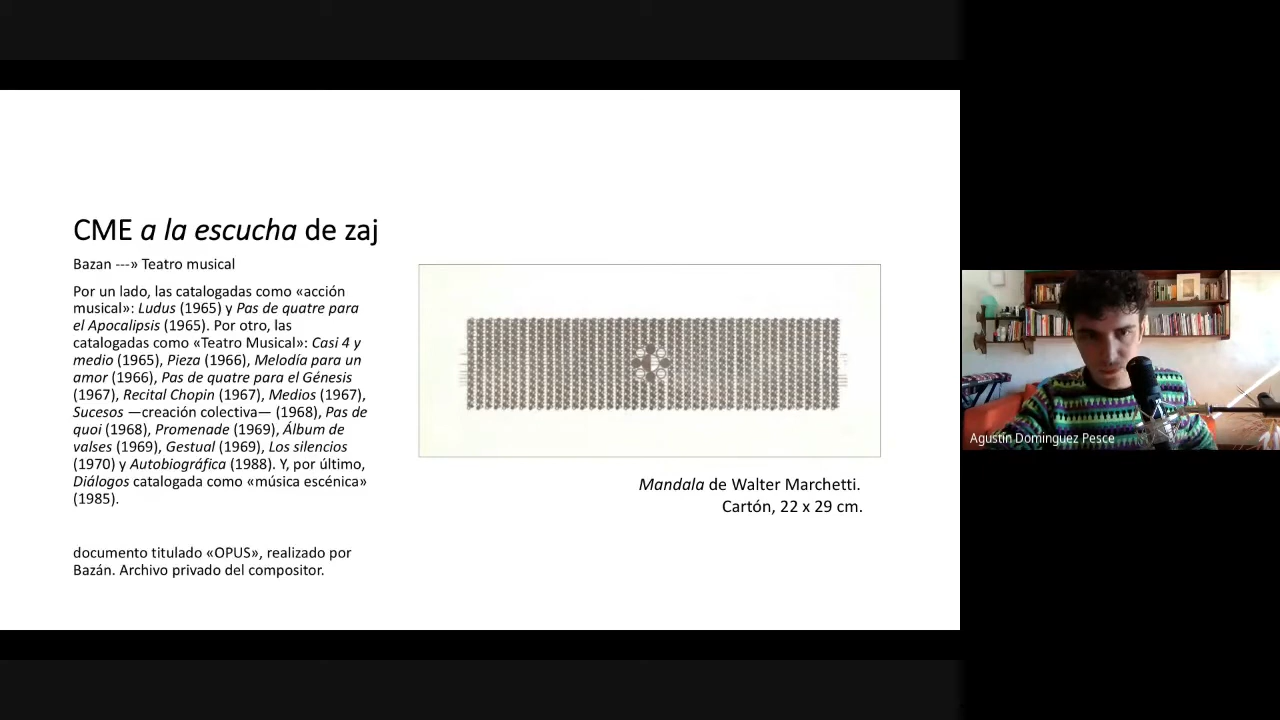 CME a la escucha de zaj
Bazan ---» Teatro musical
Por un lado, las catalogadas como «acción
musical»: Ludus (1965) y Pas de quatre para
el Apocalipsis (1965). Por otro, las
catalogadas como «Teatro Musical»: Casi 4 y
medio (1965), Pieza (1966), Melodía para un
amor (1966), Pas de quatre para el Génesis
(1967), Recital Chopin (1967), Medios (1967),
Sucesos —creación colectiva— (1968), Pas de
quoi (1968), Promenade (1969), Álbum de
valses (1969), Gestual (1969), Los silencios
(1970) y Autobiográfica (1988). Y, por último,
Diálogos catalogada como «música escénica»
(1985).
documento titulado «OPUS», realizado por
Bazán. Archivo privado del compositor.
Mandala de Walter Marchetti.
Cartón, 22 x 29 cm.
Agustín Domínguez Pesce